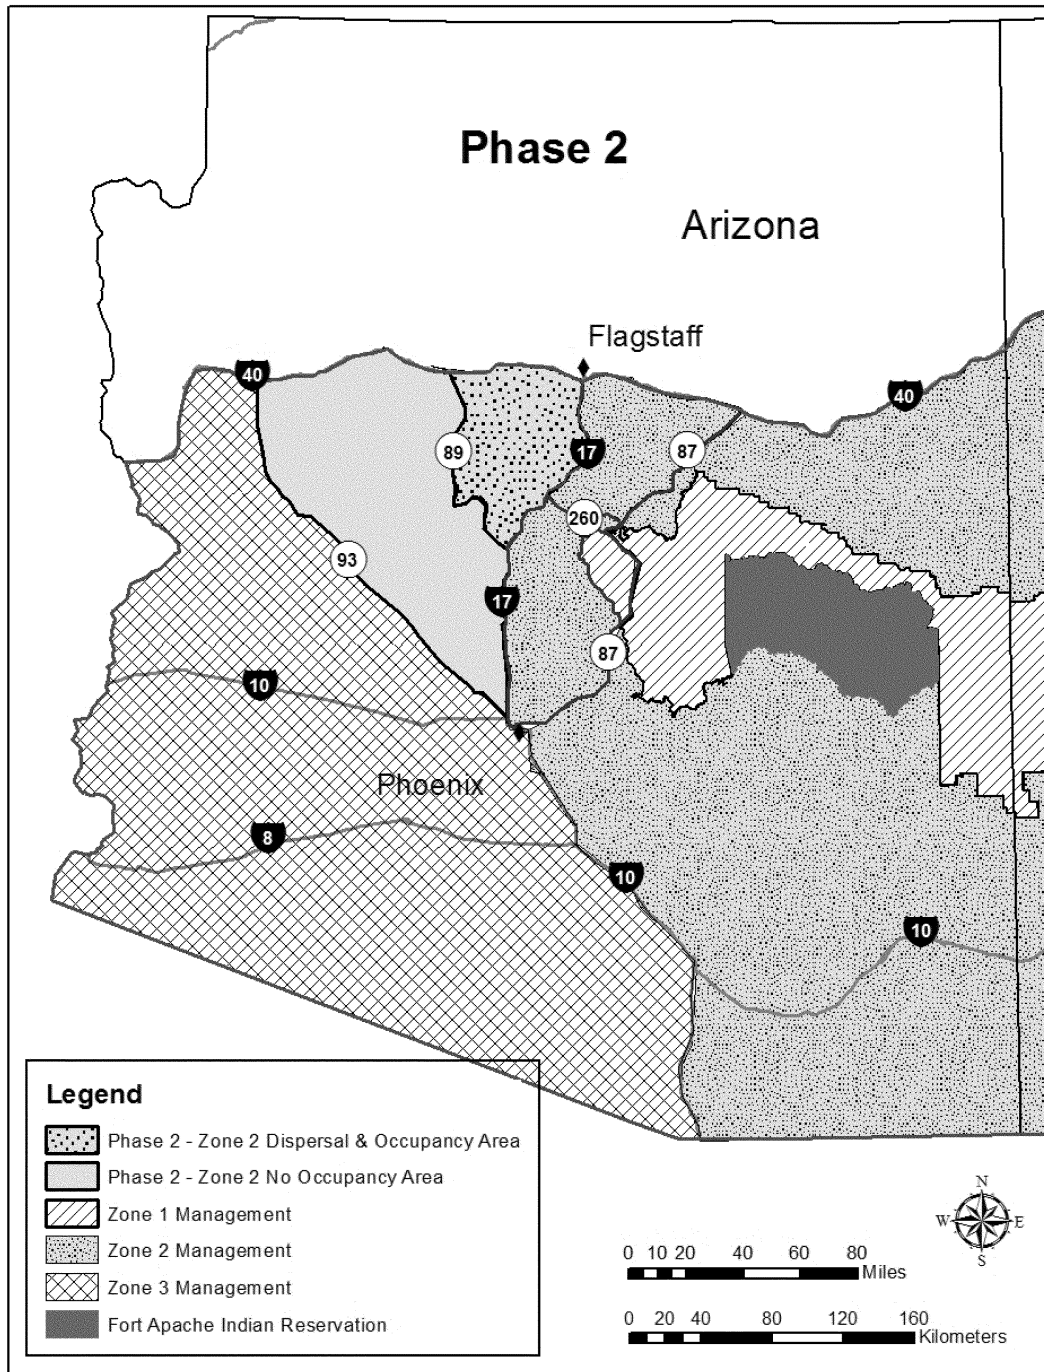 Phase 2
Arizona
Flagstaff
40
40
89
17
87
260
93
17
87
10
Phoenix
8
10
10
Legend
Phase 2 - Zone 2 Dispersal & Occupancy Area
Phase 2 - Zone 2 No Occupancy Area
Zone 1 Management
Zone 2 Management
Zone 3 Management
Fort Apache Indian Reservation
N
W E
S
0 10 20 40 60 80
Miles
0 20 40 80 120 160
Kilometers